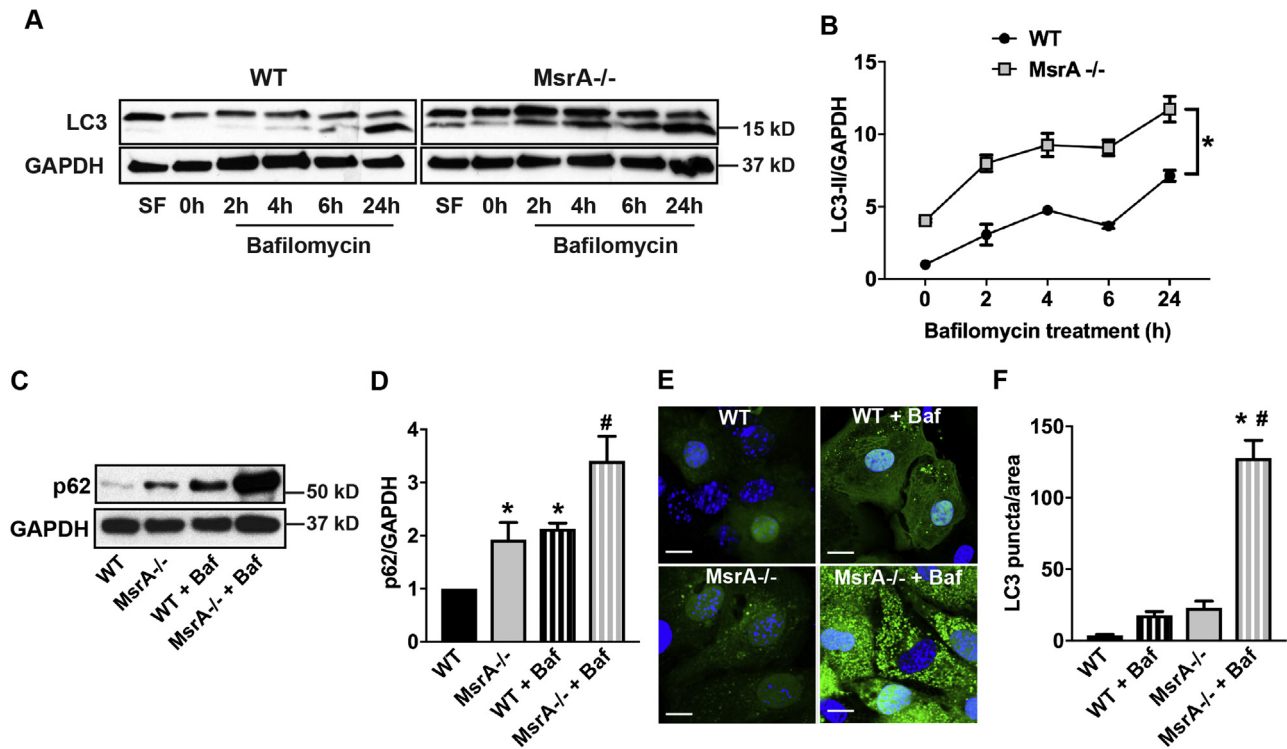 A
WT
MsrA-/-
LC3
15 kD
GAPDH
37 kD
SF 0h 2h 4h 6h 24h SF 0h 2h 4h 6h 24h
Bafilomycin Bafilomycin
B
WT
MsrA -/-
LC3-II/GAPDH
15
10
5
0
*
0 2 4 6 24
Bafilomycin treatment (h)
C
p62
50 kD
GAPDH
37 kD
WT
MsrA-/-
WT + Baf
MsrA-/- + Baf
D
p62/GAPDH
4
3
2
1
0
* * #
WT
MsrA-/-
WT + Baf
MsrA-/- + Baf
E
WT
WT + Baf
MsrA-/-
MsrA-/- + Baf
F
LC3 puncta/area
150
100
50
0
* #
WT
WT + Baf
MsrA-/-
MsrA-/- + Baf